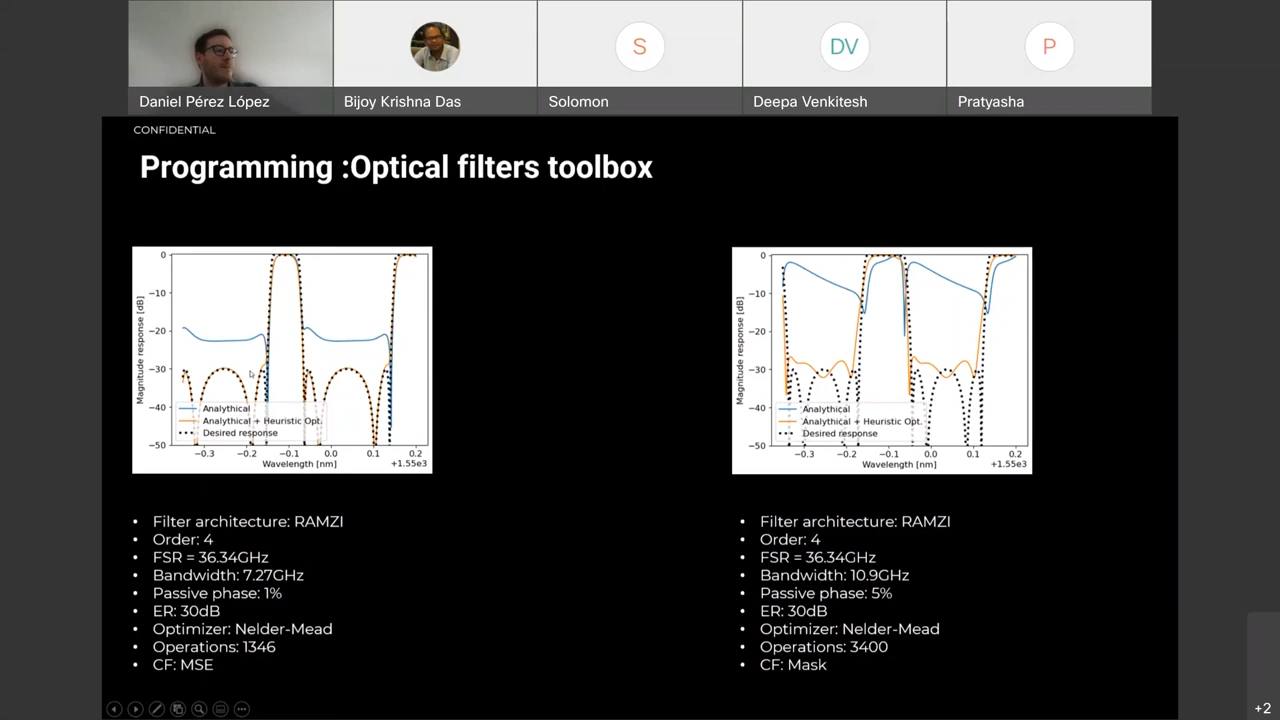 S
DV
P
Daniel Pérez López
Bijoy Krishna Das
Solomon
Deepa Venkitesh
Pratyasha
CONFIDENTIAL
Programming :Optical filters toolbox
Magnitude response [dB]
0
−10
−20
−30
−40
−50
Analythical
Analythical + Heuristic Opt.
Desired response
−0.3
−0.2
−0.1
0.0
0.1
0.2
Wavelength [nm]
+1.55e3
Magnitude response [dB]
0
−10
−20
−30
−40
−50
Analythical
Analythical + Heuristic Opt.
Desired response
−0.3
−0.2
−0.1
0.0
0.1
0.2
Wavelength [nm]
+1.55e3
• Filter architecture: RAMZI
• Order: 4
• FSR = 36.34GHz
• Bandwidth: 7.27GHz
• Passive phase: 1%
• ER: 30dB
• Optimizer: Nelder-Mead
• Operations: 1346
• CF: MSE
• Filter architecture: RAMZI
• Order: 4
• FSR = 36.34GHz
• Bandwidth: 10.9GHz
• Passive phase: 5%
• ER: 30dB
• Optimizer: Nelder-Mead
• Operations: 3400
• CF: Mask
+2